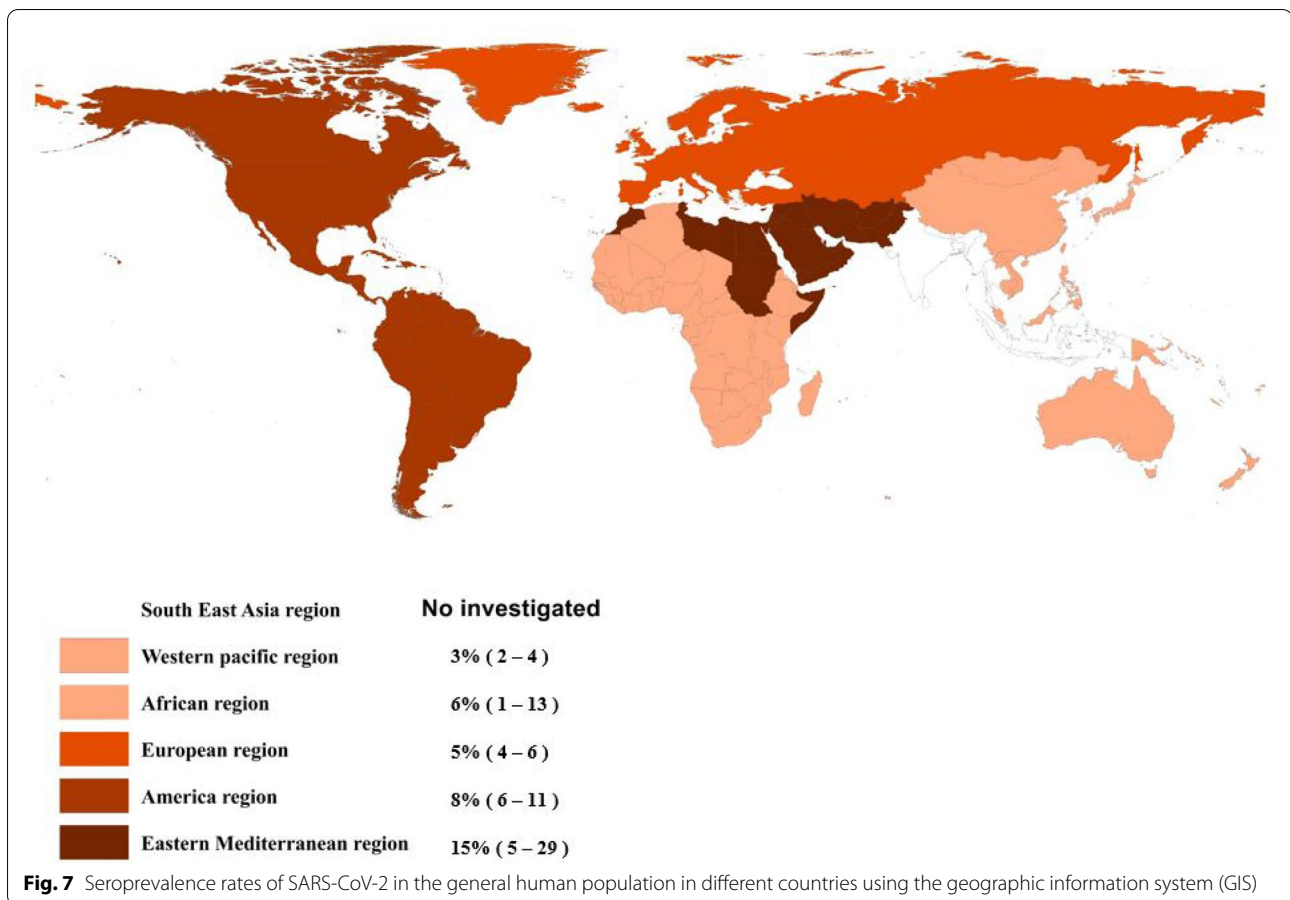 South East Asia region No investigated
Western pacific region 3% ( 2 – 4 )
African region 6% ( 1 – 13 )
European region 5% ( 4 – 6 )
America region 8% ( 6 – 11 )
Eastern Mediterranean region 15% ( 5 – 29 )
Fig. 7 Seroprevalence rates of SARS-CoV-2 in the general human population in different countries using the geographic information system (GIS)